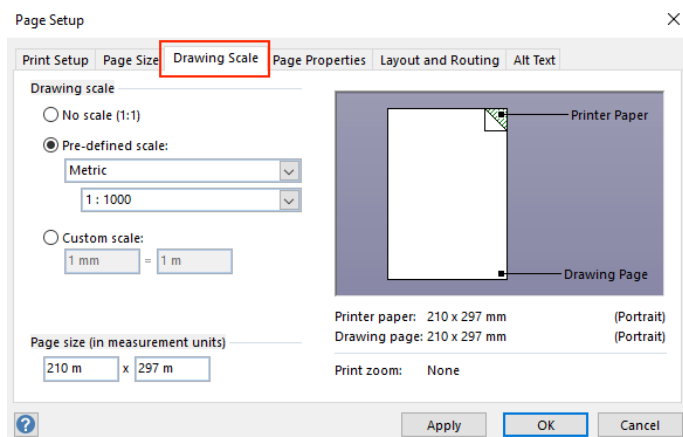 Page Setup
Print Setup Page Size Drawing Scale Page Properties Layout and Routing Alt Text
Drawing scale
No scale (1:1)
Pre-defined scale:
Metric
1 : 1000
Custom scale:
1 mm = 1 m
Page size (in measurement units)
210 m x 297 m
Printer Paper
Drawing Page
Printer paper: 210 x 297 mm (Portrait)
Drawing page: 210 x 297 mm (Portrait)
Print zoom: None
? Apply OK Cancel